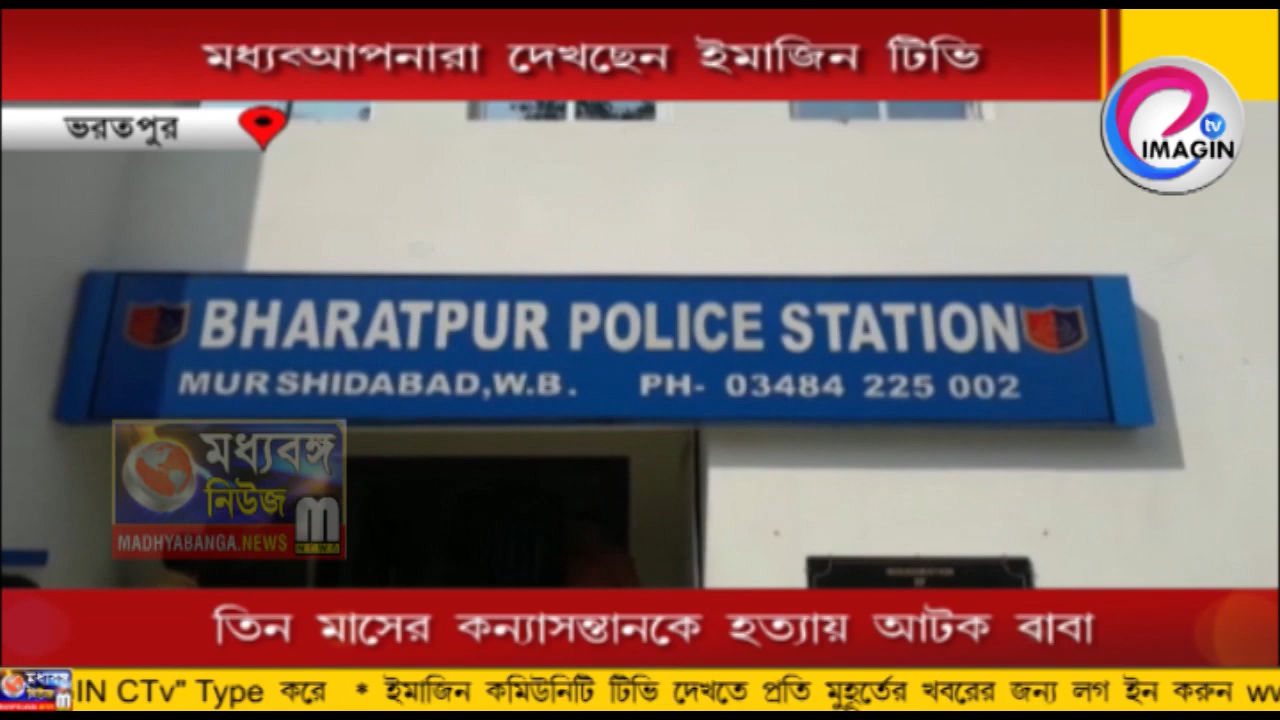 মধ্যবআপনারা দেখছেন ইমাজিন টিভি
ভরতপুর
tv
IMAGIN
BHARATPUR POLICE STATION
MURSHIDABAD,W.B. PH- 03484 225 002
মধ্যবঙ্গ
নিউজ
MADHYABANGA.NEWS
NEWS
তিন মাসের কন্যাসন্তানকে হত্যায় আটক বাবা
IN CTv" Type করে * ইমাজিন কমিউনিটি টিভি দেখতে প্রতি মুহূর্তের খবরের জন্য লগ ইন করুন ww